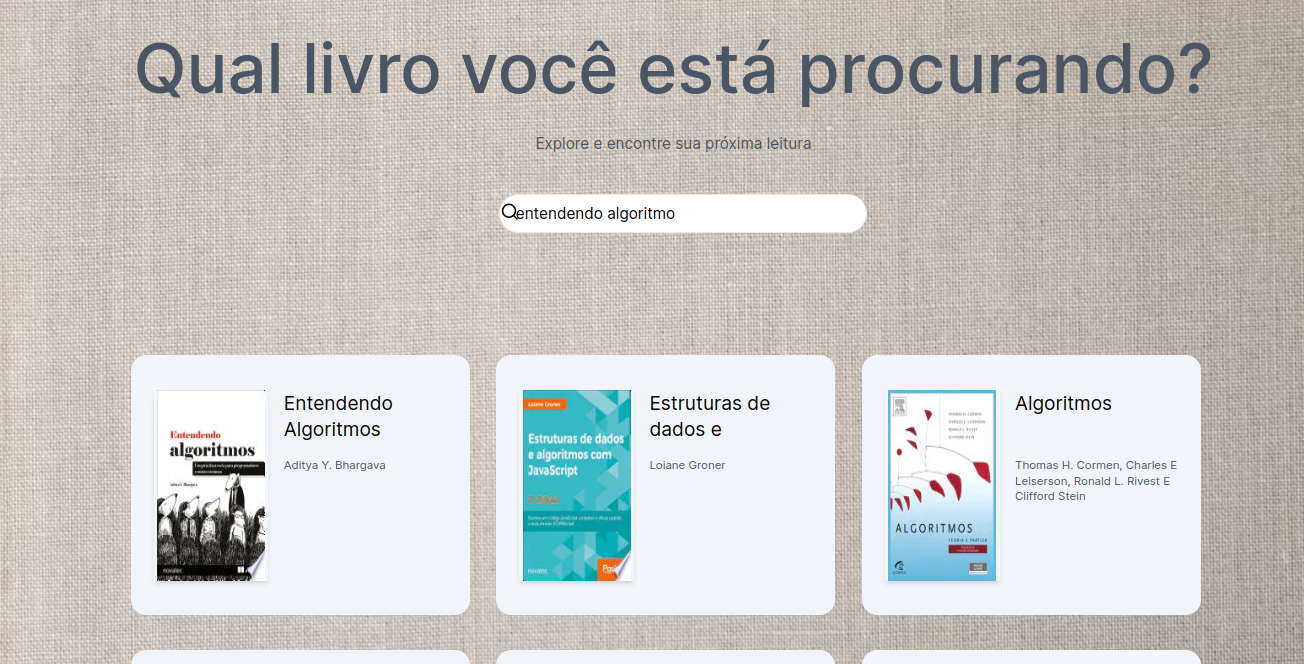 Qual livro você está procurando?
Explore e encontre sua próxima leitura
entendendo algoritmo
Entendendo
algoritmos
Um guia ilustrado para programadores
e outros curiosos
Aditya Y. Bhargava
novatec
Entendendo
Algoritmos
Aditya Y. Bhargava
Loiane Groner
Estruturas de dados
e algoritmos com
JavaScript
2ª Edição
novatec
Estruturas de
dados e
Loiane Groner
THOMAS H. CORMEN
CHARLES E. LEISERSON
RONALD L. RIVEST
CLIFFORD STEIN
ALGORITMOS
TEORIA E PRÁTICA
Algoritmos
Thomas H. Cormen, Charles E
Leiserson, Ronald L. Rivest E
Clifford Stein